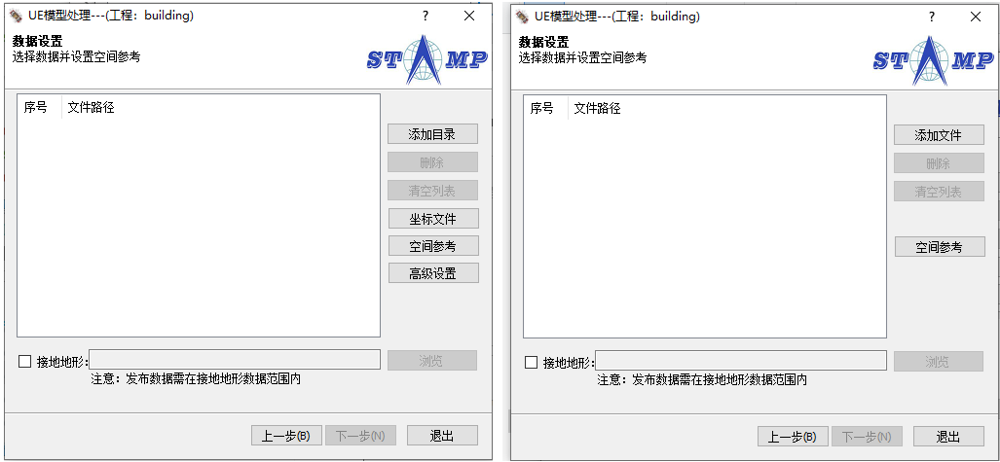 UE模型处理---(工程：building)
?
数据设置
选择数据并设置空间参考
STAMP
序号 文件路径
添加目录
删除
清空列表
坐标文件
空间参考
高级设置
接地地形：
浏览
注意：发布数据需在接地地形数据范围内
上一步(B)
下一步(N)
退出
UE模型处理---(工程：building)
?
数据设置
选择数据并设置空间参考
STAMP
序号 文件路径
添加文件
删除
清空列表
空间参考
接地地形：
浏览
注意：发布数据需在接地地形数据范围内
上一步(B)
下一步(N)
退出